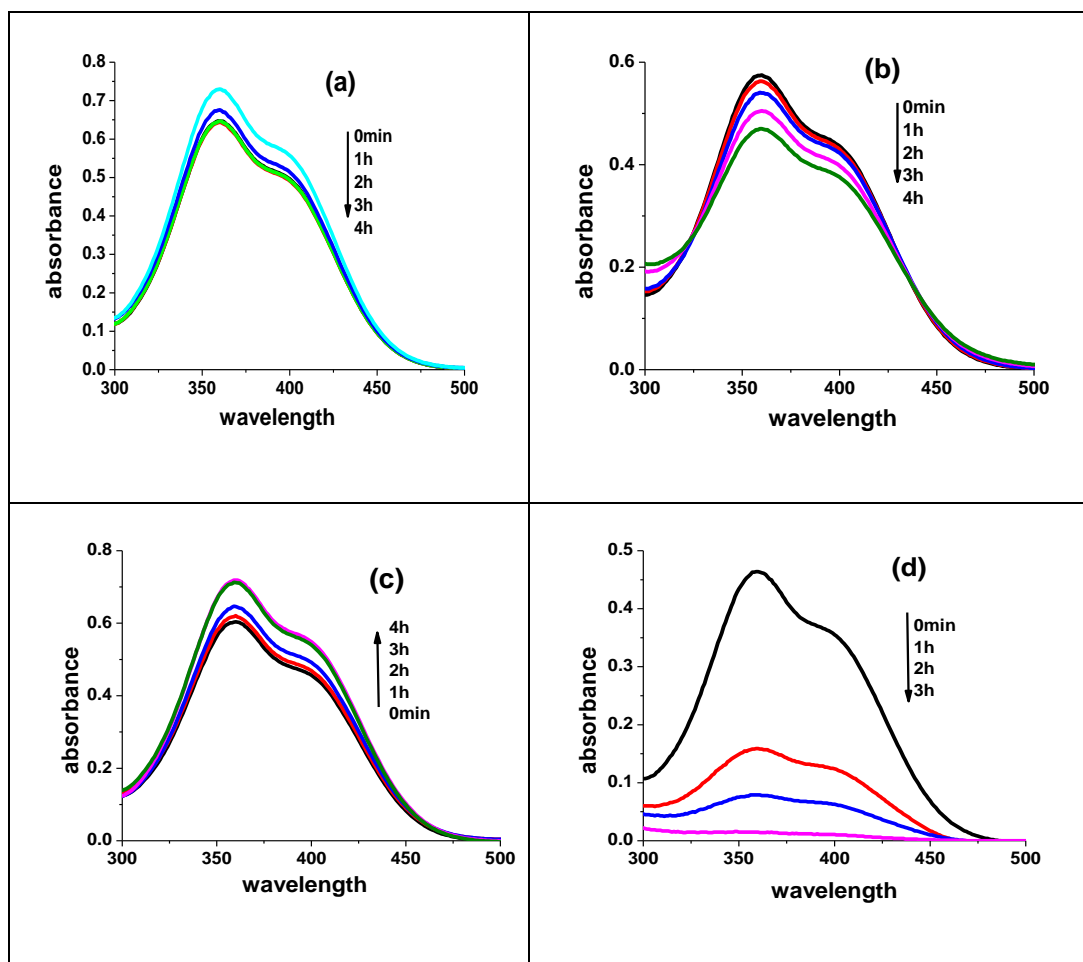 (a)
0.8
0.7
0.6
0.5
0.4
0.3
0.2
0.1
0.0
absorbance
0min
1h
2h
3h
4h
300
350
400
450
500
wavelength
(b)
0.6
0.4
0.2
0.0
absorbance
0min
1h
2h
3h
4h
300
350
400
450
500
wavelength
(c)
0.8
0.6
0.4
0.2
0.0
absorbance
4h
3h
2h
1h
0min
300
350
400
450
500
wavelength
(d)
0.5
0.4
0.3
0.2
0.1
0.0
absorbance
0min
1h
2h
3h
300
350
400
450
500
wavelength